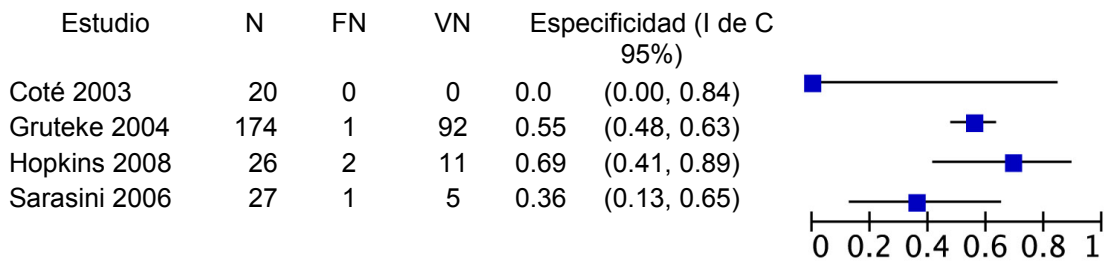 Estudio N FN VN Especificidad (I de C
95%)
Coté 2003 20 0 0 0.0 (0.00, 0.84)
Gruteke 2004 174 1 92 0.55 (0.48, 0.63)
Hopkins 2008 26 2 11 0.69 (0.41, 0.89)
Sarasini 2006 27 1 5 0.36 (0.13, 0.65)
0 0.2 0.4 0.6 0.8 1